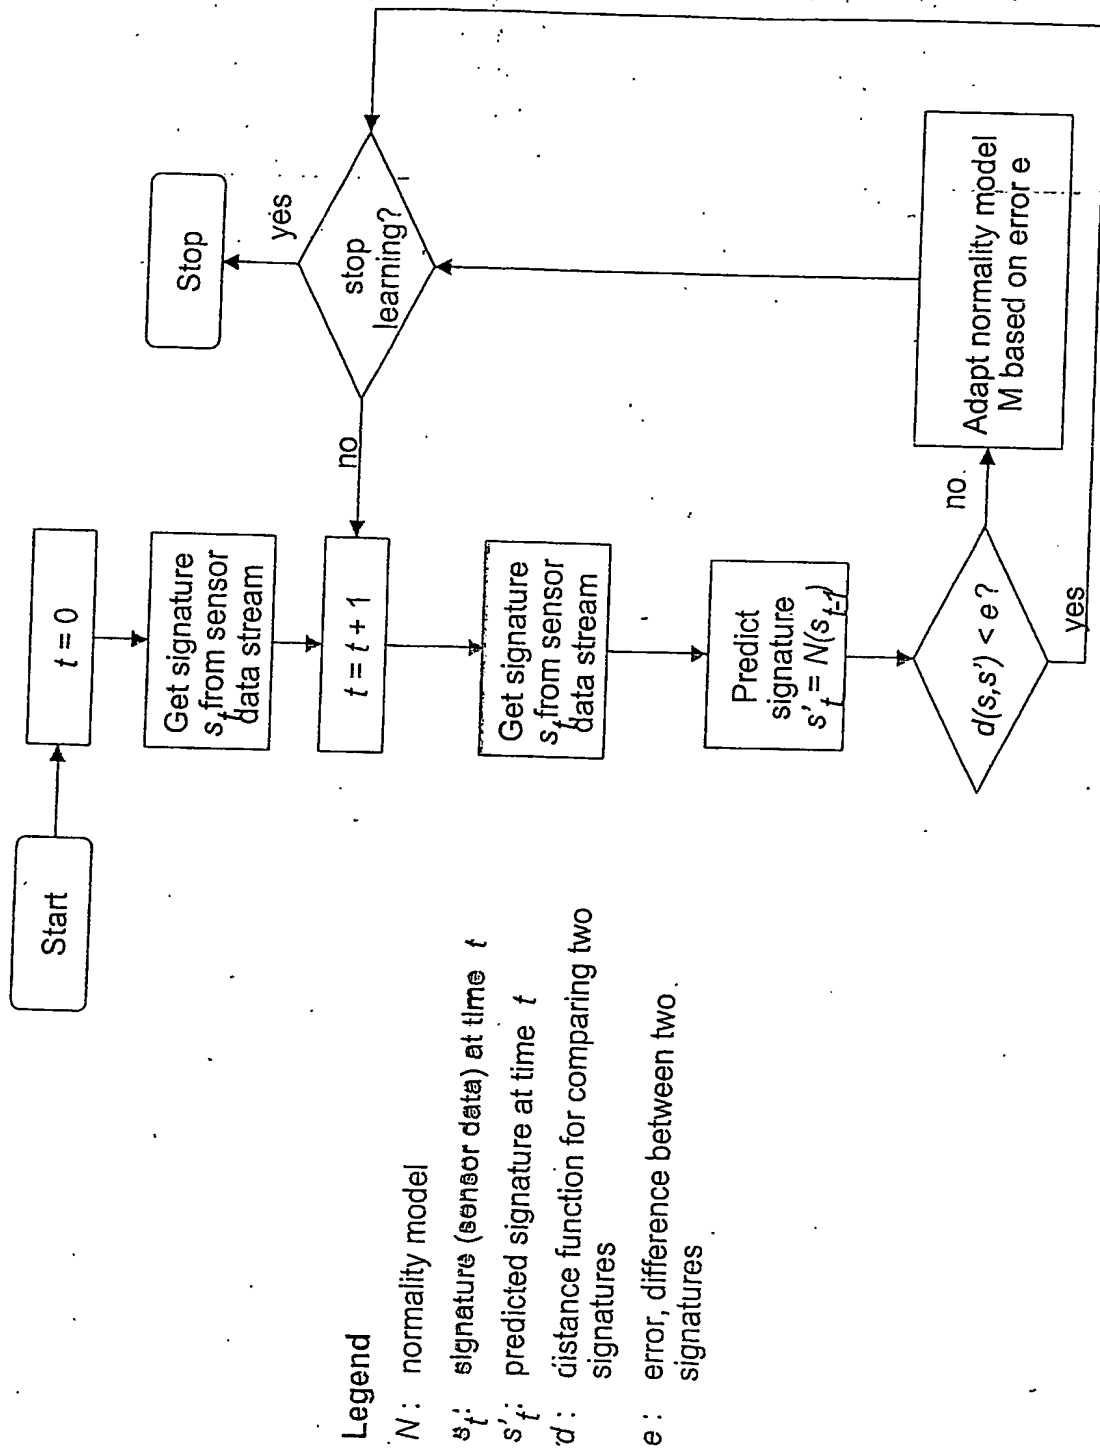 Start
t = 0
Get signature
s_t from sensor
data stream
t = t + 1
Get signature
s_t from sensor
data stream
Predict
signature
s'_t = N(s_{t-1})
d(s,s') < e ?
no
yes
Adapt normality model
M based on error e
stop
learning?
yes
no
Stop
Legend
N : normality model
s_t : signature (sensor data) at time t
s'_t : predicted signature at time t
d : distance function for comparing two
signatures
e : error, difference between two
signatures